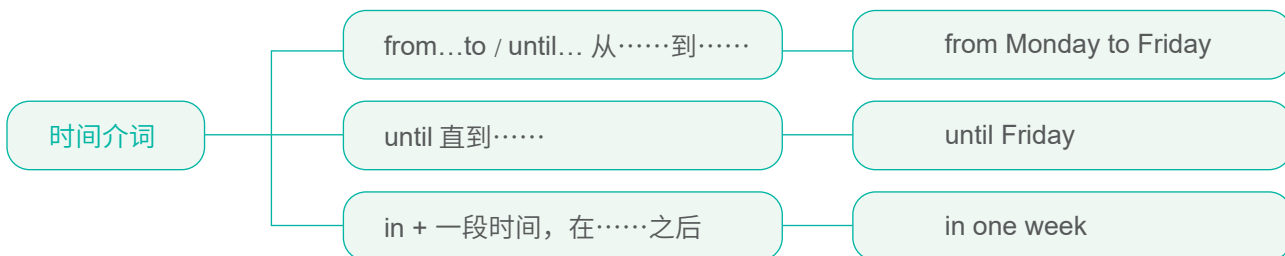 from…to / until… 从……到……
from Monday to Friday
时间介词
until 直到……
until Friday
in + 一段时间，在……之后
in one week